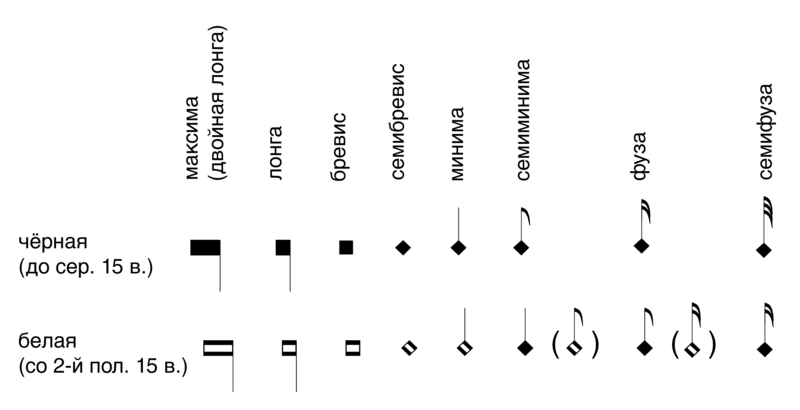 максима
(двойная лонга)
лонга
бревис
семибревис
минима
семиминима
фуза
семифуза
чёрная
(до сер. 15 в.)
белая
(со 2-й пол. 15 в.)
( )
( )